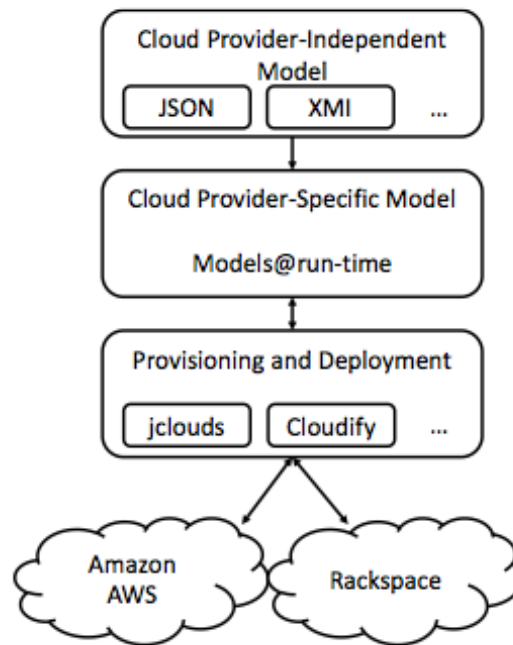 Cloud Provider-Independent
Model
JSON XMI ...
Cloud Provider-Specific Model
Models@run-time
Provisioning and Deployment
jclouds Cloudify ...
Amazon
AWS
Rackspace